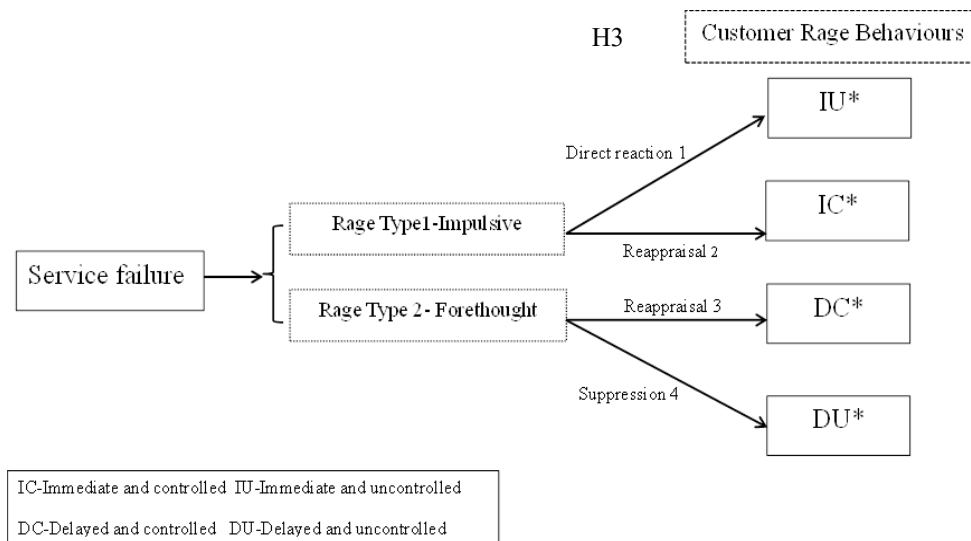 H3
Customer Rage Behaviours
IU*
Direct reaction 1
IC*
Rage Type1-Impulsive
Reappraisal 2
Service failure
DC*
Rage Type 2- Forethought
Reappraisal 3
Suppression 4
DU*
IC-Immediate and controlled IU-Immediate and uncontrolled
DC-Delayed and controlled DU-Delayed and uncontrolled